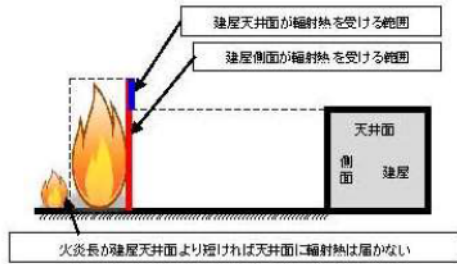 建屋天井面が輻射熱を受ける範囲
建屋側面が輻射熱を受ける範囲
天井面
側面
建屋
火炎長が建屋天井面より短ければ天井面に輻射熱は届かない